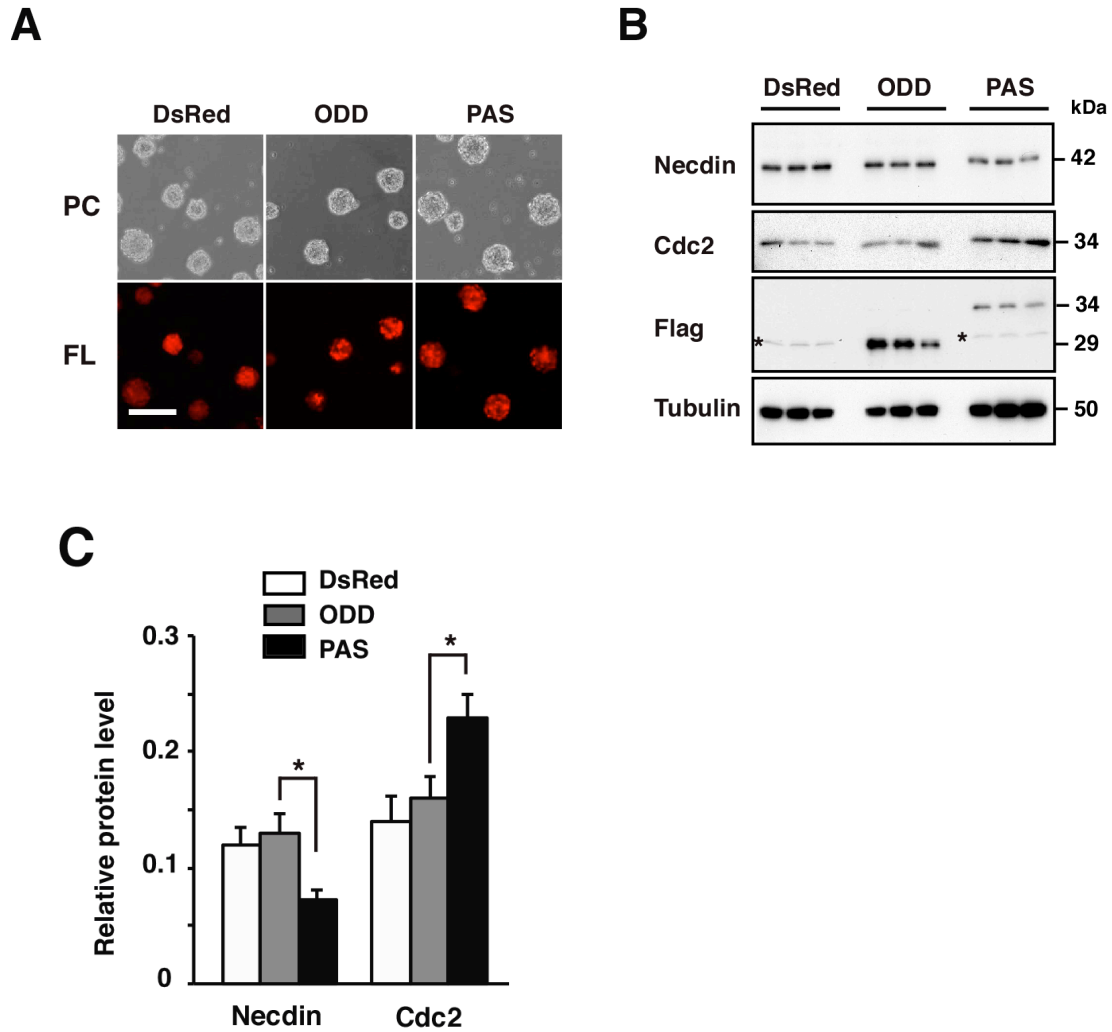 A
DsRed ODD PAS
PC
FL
B
DsRed ODD PAS
kDa
Necdin 42
Cdc2 34
Flag 34
* * 29
Tubulin 50
C
DsRed
ODD
PAS
Relative protein level
0.3
0.2
0.1
0
* *
Necdin Cdc2